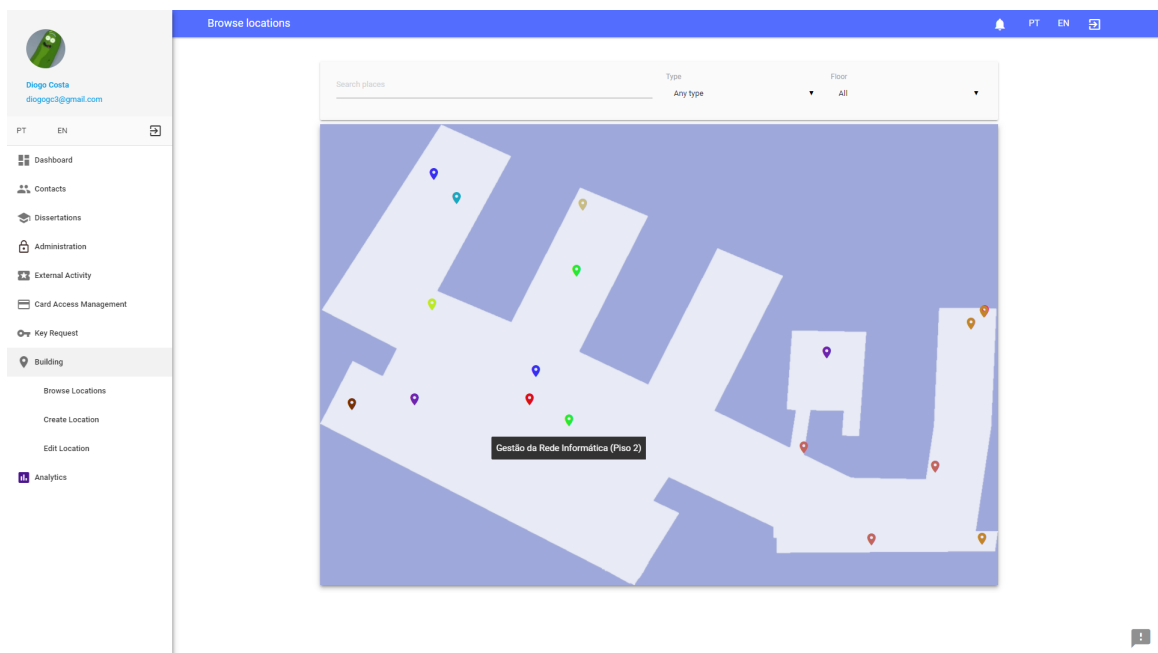 Browse locations
PT EN
Diogo Costa
diogogc3@gmail.com
PT EN
Dashboard
Contacts
Dissertations
Administration
External Activity
Card Access Management
Key Request
Building
Browse Locations
Create Location
Edit Location
Analytics
Search places
Type
Any type
Floor
All
Gestão da Rede Informática (Piso 2)